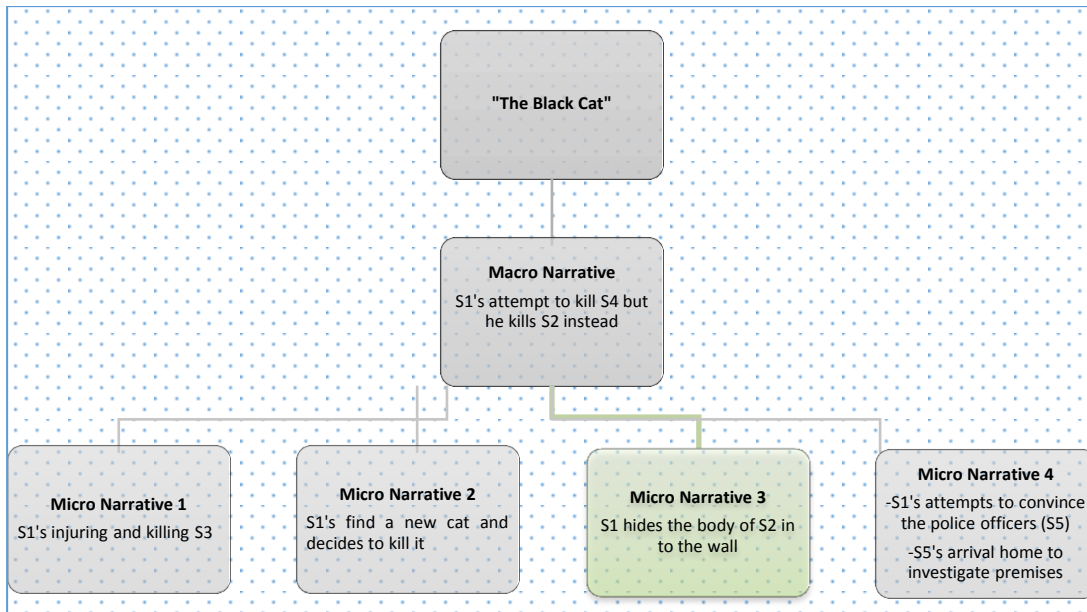 "The Black Cat"
Macro Narrative
S1's attempt to kill S4 but
he kills S2 instead
Micro Narrative 1
S1's injuring and killing S3
Micro Narrative 2
S1's find a new cat and
decides to kill it
Micro Narrative 3
S1 hides the body of S2 in
to the wall
Micro Narrative 4
-S1's attempts to convince
the police officers (S5)
-S5's arrival home to
investigate premises